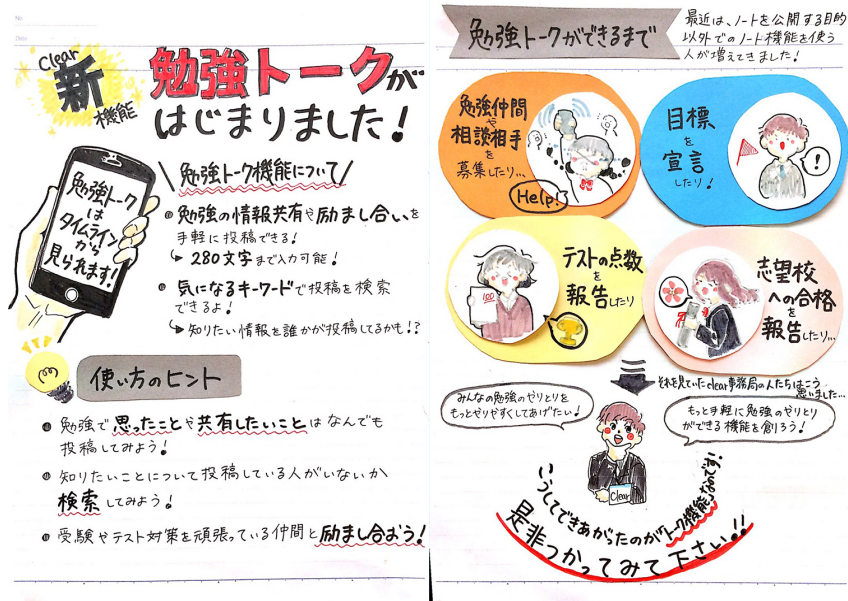 No.
Date
Clear
新
機能
勉強トークが
はじまりました！
勉強トーク
は
タイムライン
から
見られます！
\ 勉強トーク機能について /
勉強の情報共有や励まし合いを
手軽に投稿できる！
↳ 280文字まで入力可能！
気になるキーワードで投稿を検索
できるよ！
↳ 知りたい情報を誰かが投稿してるかも！？
使い方のヒント
勉強で思ったことや共有したいことはなんでも
投稿してみよう！
知りたいことについて投稿している人がいないか
検索してみよう！
受験やテスト対策を頑張っている仲間と励まし合おう！
勉強トークができるまで
最近は、ノートを公開する目的
以外でのノート機能を使う
人が増えてきました！
勉強仲間
や
相談相手
を
募集したり…
Help!
目標
を
宣言
したり！
!
テストの点数
を
報告したり
100
志望校
への合格
を
報告したり…
それを見ていたclear事務局の人たちはこう
思いました…
みんなの勉強のやりとりを
もっとやりやすくしてあげたい！
もっと手軽に勉強のやりとり
ができる機能を創ろう！
Clear
こうしてできあがったのが「トーク機能」なのです！
是非つかってみて下さい！！